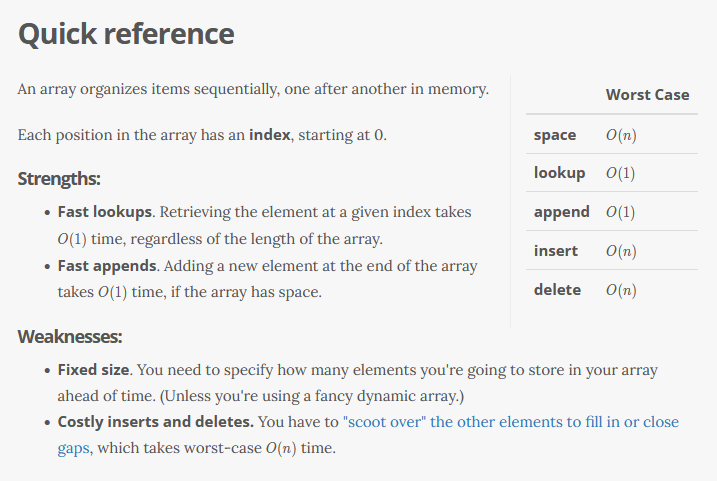 Quick reference
An array organizes items sequentially, one after another in memory.
Each position in the array has an index, starting at 0.
Strengths:
• Fast lookups. Retrieving the element at a given index takes
O(1) time, regardless of the length of the array.
• Fast appends. Adding a new element at the end of the array
takes O(1) time, if the array has space.
Worst Case
space O(n)
lookup O(1)
append O(1)
insert O(n)
delete O(n)
Weaknesses:
• Fixed size. You need to specify how many elements you're going to store in your array
ahead of time. (Unless you're using a fancy dynamic array.)
• Costly inserts and deletes. You have to "scoot over" the other elements to fill in or close
gaps, which takes worst-case O(n) time.